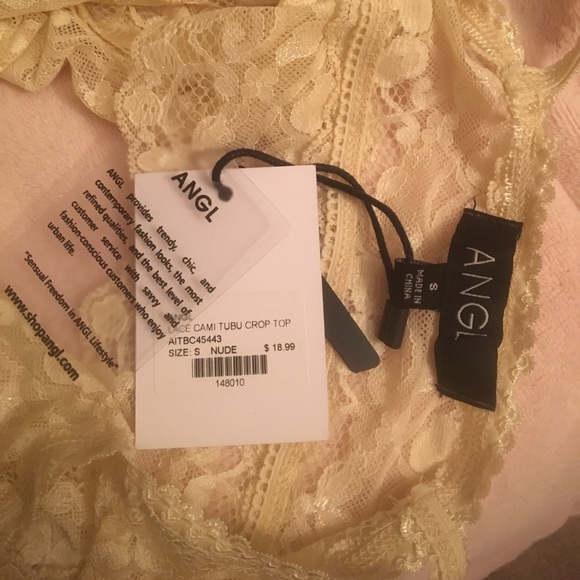 ANGL
ANGL provides trendy, chic, and
contemporary fashion looks, the most
refined qualities, and the best level of
customer service with savvy and
fashion-conscious customers who enjoy
urban life.
"Sensual Freedom in ANGL Lifestyle"
www.shopangl.com
ANGL
LACE CAMI TUBU CROP TOP
AITBC45443
SIZE: S NUDE $ 18.99
148010
S
MADE IN
CHINA
ANGL